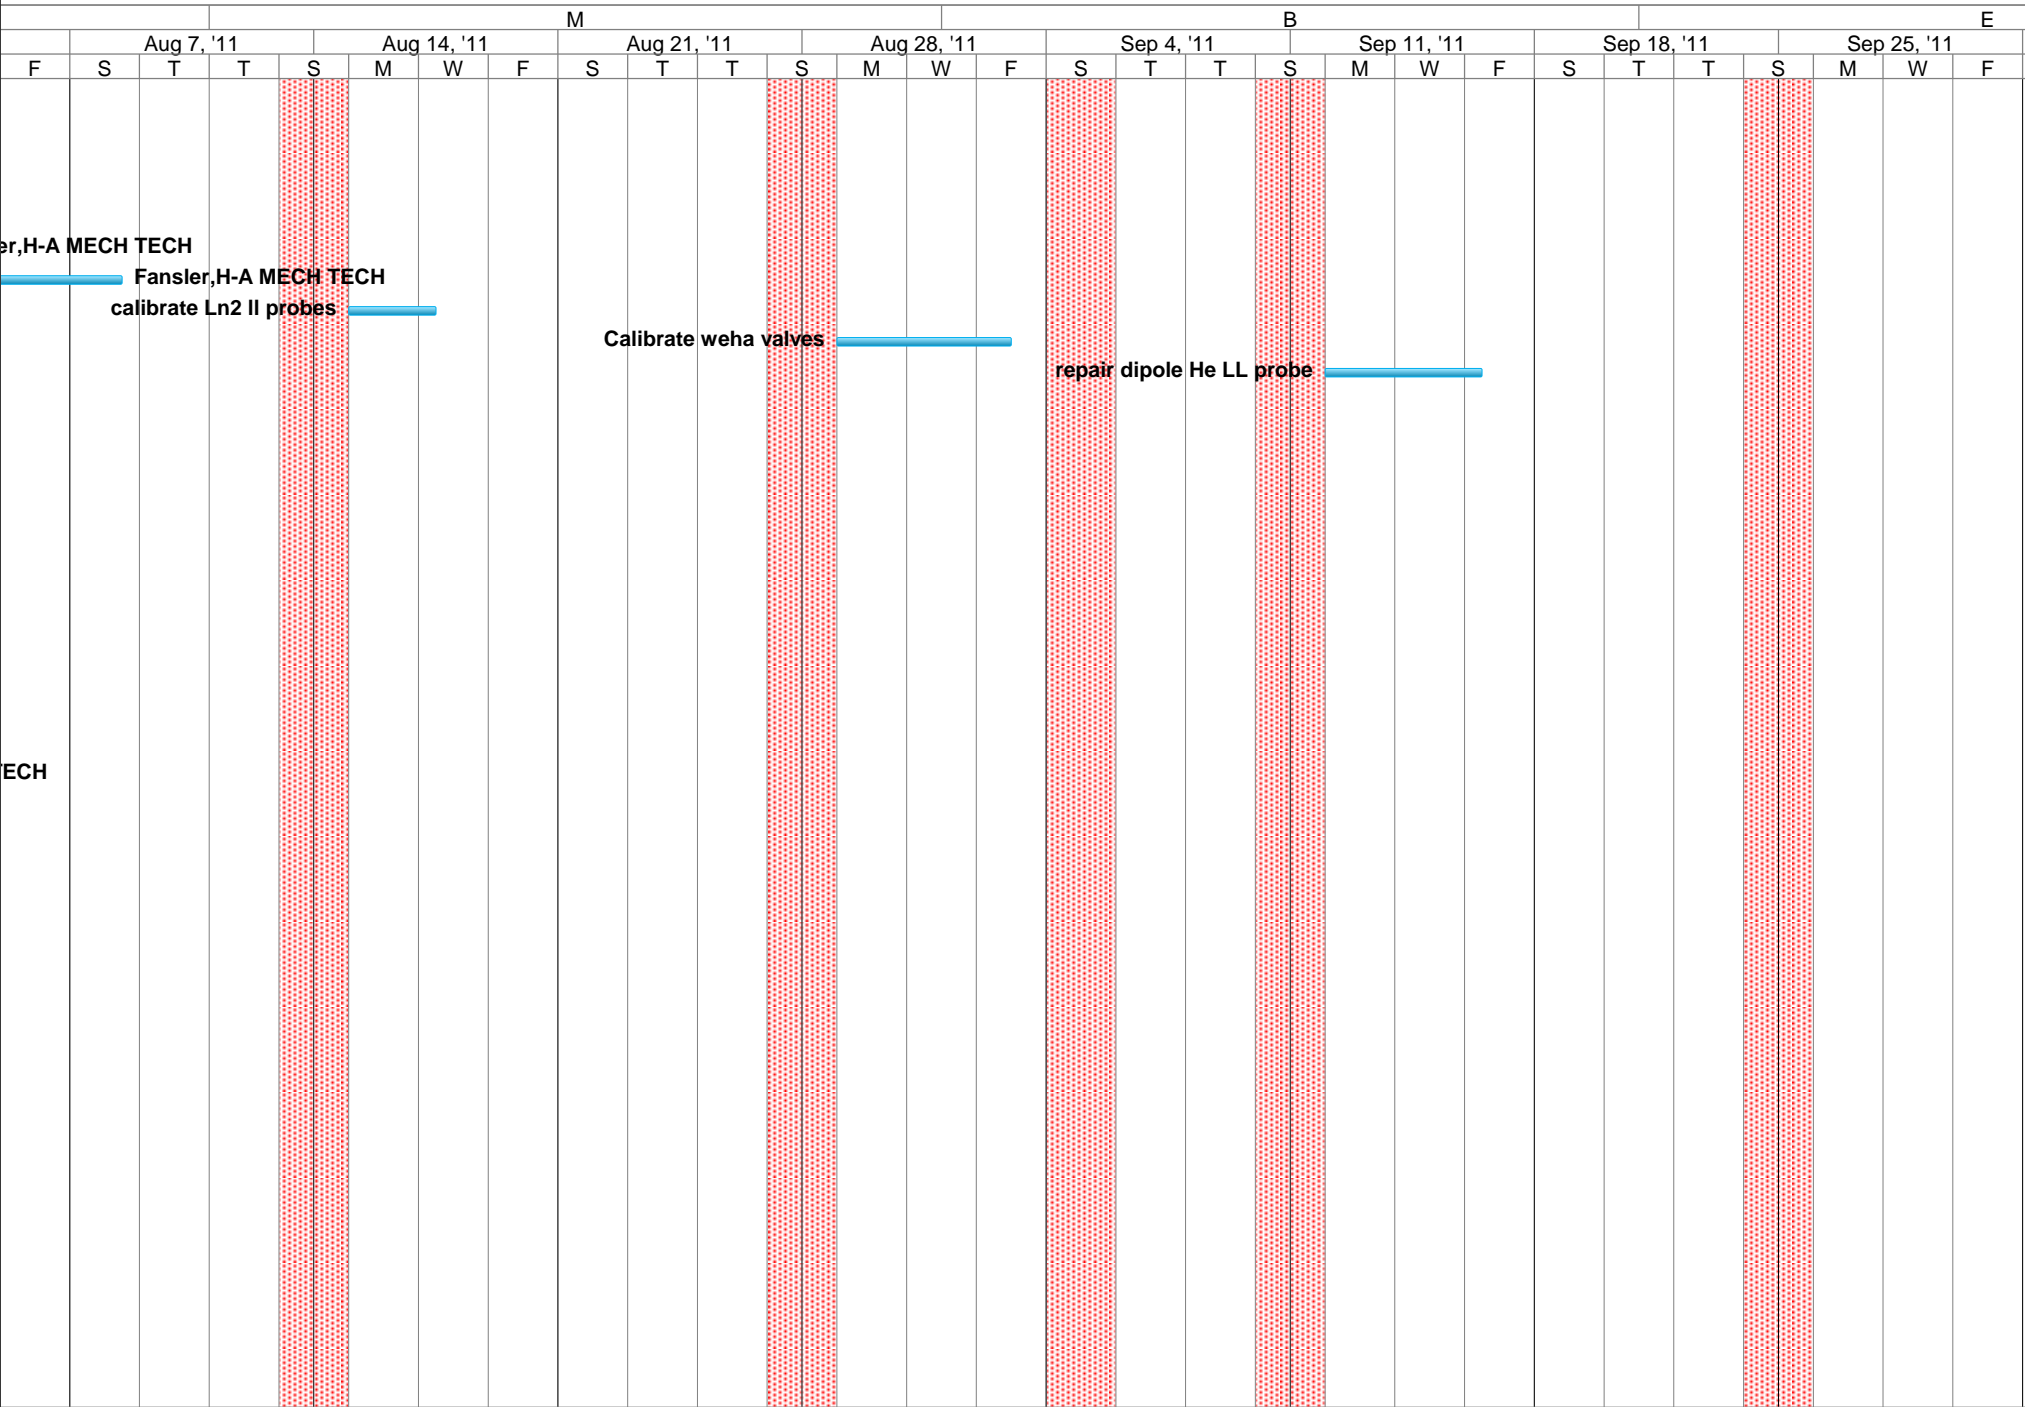 M B E
Aug 7, '11 Aug 14, '11 Aug 21, '11 Aug 28, '11 Sep 4, '11 Sep 11, '11 Sep 18, '11 Sep 25, '11
F S T T S M W F S T T S M W F S T T S M W F S T T S M W F
er,H-A MECH TECH
Fansler,H-A MECH TECH
calibrate Ln2 ll probes
Calibrate weha valves
repair dipole He LL probe
TECH